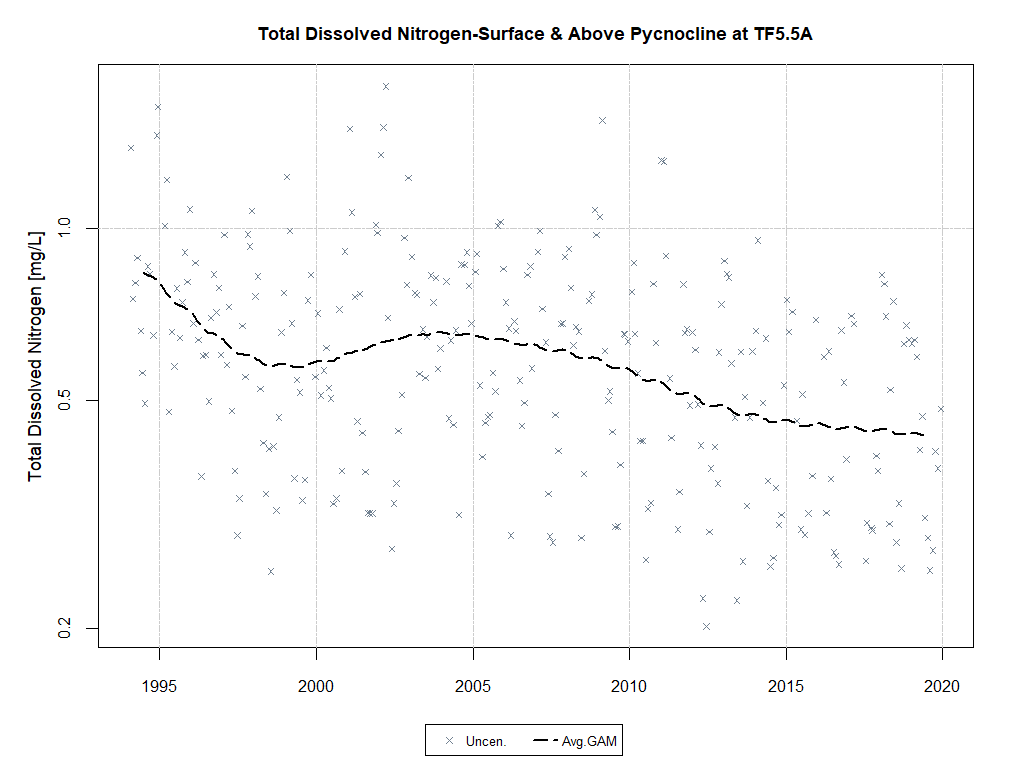 Total Dissolved Nitrogen-Surface & Above Pycnocline at TF5.5A
Total Dissolved Nitrogen [mg/L]
1.0
0.5
0.2
1995 2000 2005 2010 2015 2020
Uncen. Avg.GAM